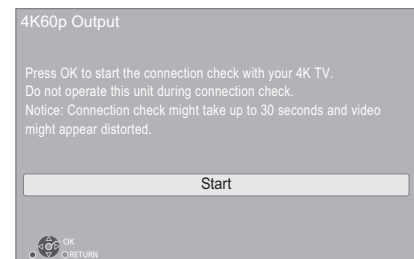 4K60p Output
Press OK to start the connection check with your 4K TV.
Do not operate this unit during connection check.
Notice: Connection check might take up to 30 seconds and video
might appear distorted.
Start
OK
RETURN